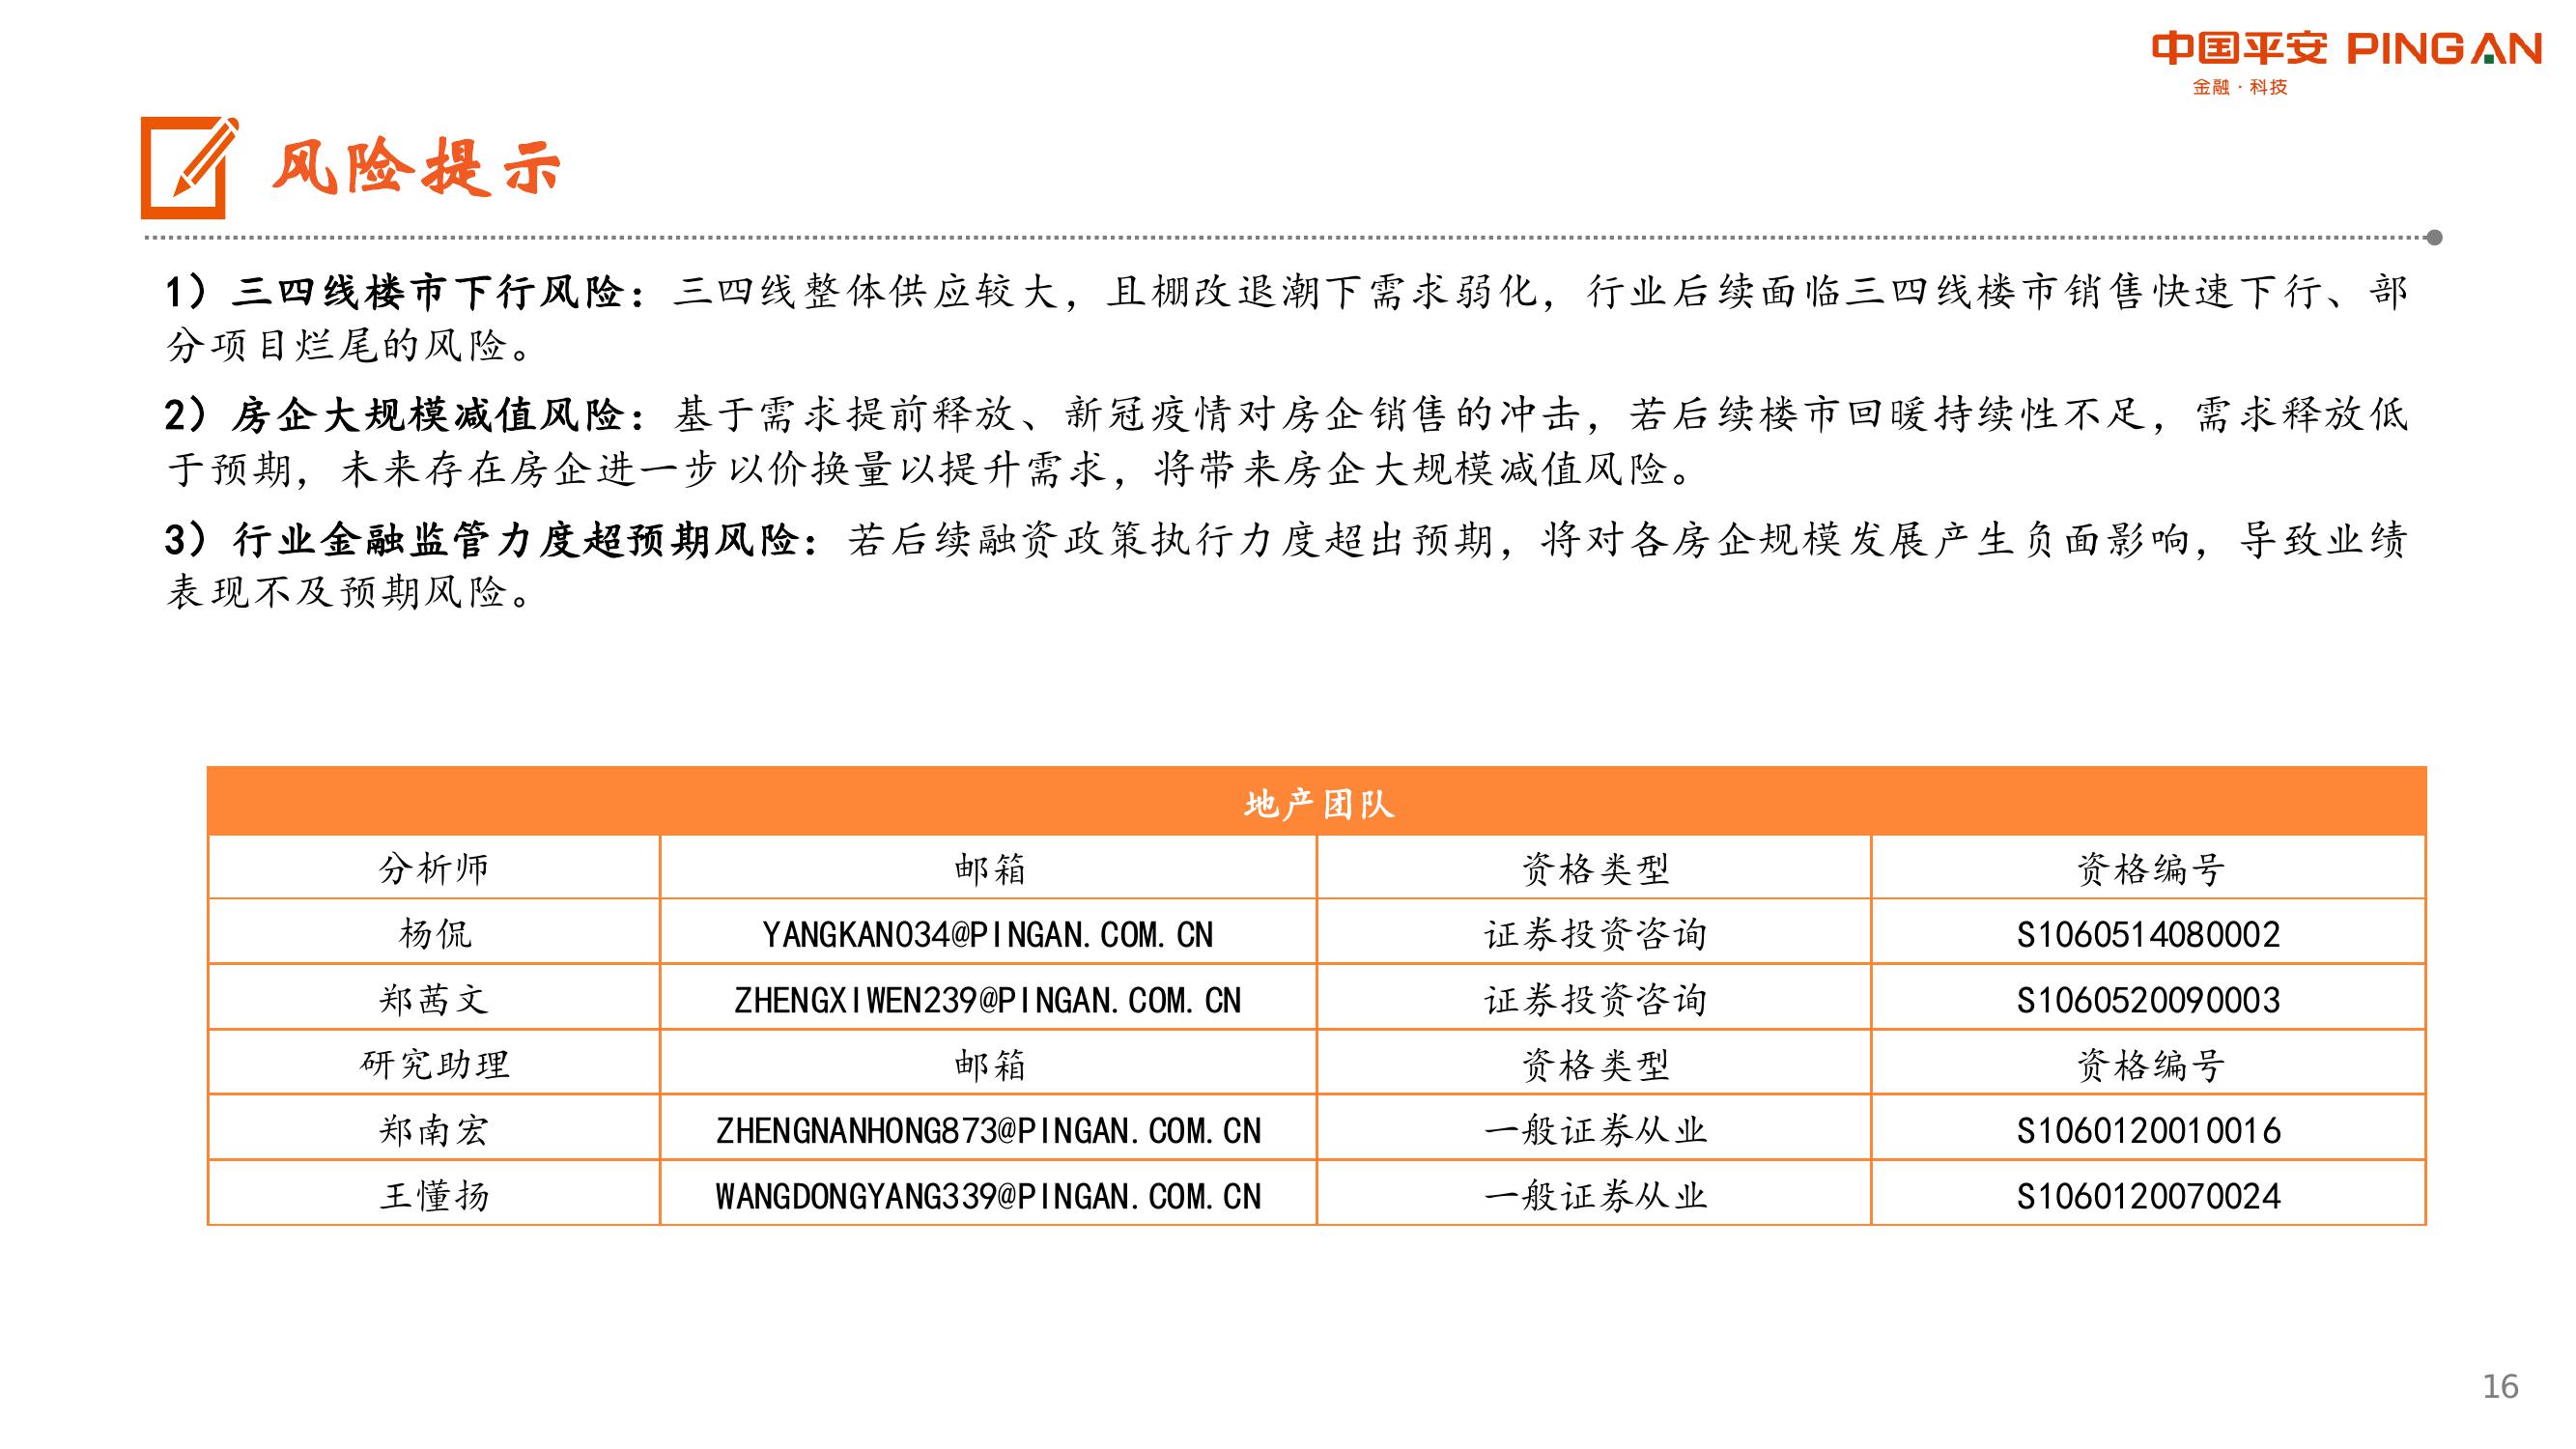 中国平安 PINGAN
金融·科技
风险提示
1）三四线楼市下行风险：三四线整体供应较大，且棚改退潮下需求弱化，行业后续面临三四线楼市销售快速下行、部
分项目烂尾的风险。
2）房企大规模减值风险：基于需求提前释放、新冠疫情对房企销售的冲击，若后续楼市回暖持续性不足，需求释放低
于预期，未来存在房企进一步以价换量以提升需求，将带来房企大规模减值风险。
3）行业金融监管力度超预期风险：若后续融资政策执行力度超出预期，将对各房企规模发展产生负面影响，导致业绩
表现不及预期风险。
地产团队
分析师 邮箱 资格类型 资格编号
杨侃 YANGKAN034@PINGAN.COM.CN 证券投资咨询 S1060514080002
郑茜文 ZHENGXIWEN239@PINGAN.COM.CN 证券投资咨询 S1060520090003
研究助理 邮箱 资格类型 资格编号
郑南宏 ZHENGNANHONG873@PINGAN.COM.CN 一般证券从业 S1060120010016
王懂扬 WANGDONGYANG339@PINGAN.COM.CN 一般证券从业 S1060120070024
16